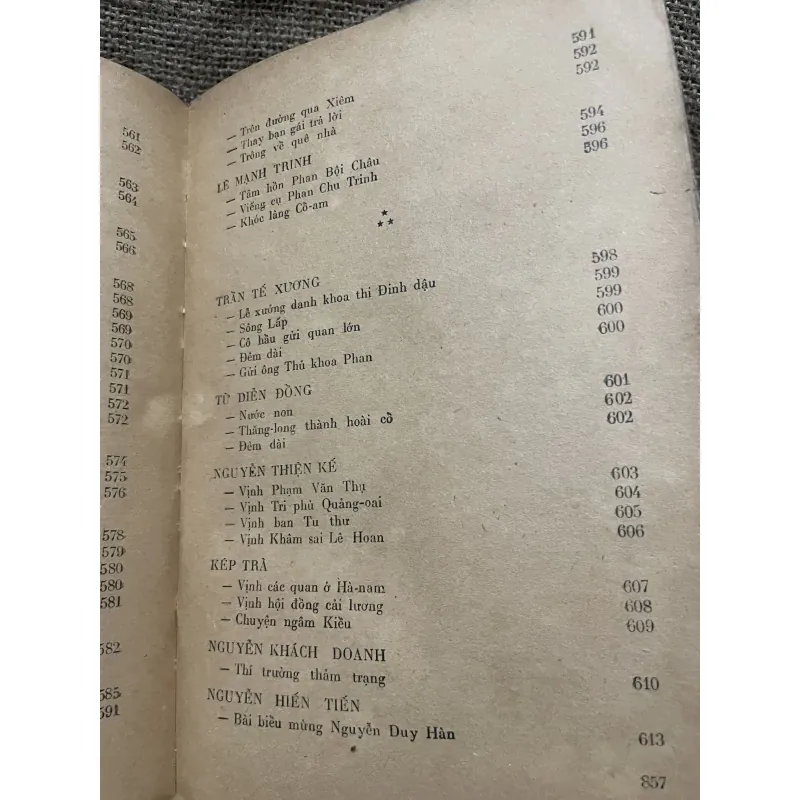 561
562
563
564
565
566
568
568
569
569
570
570
571
571
572
572
574
575
576
578
579
580
580
581
582
585
591
— Trên đường qua Xiêm 591
— Thay bạn gái trả lời 592
— Trông về quê nhà 592
LÊ MẠNH TRINH
— Tâm hồn Phan Bội Châu 594
— Viếng cụ Phan Chu Trinh 596
— Khóc làng Cồ-am 596
***
TRẦN TẾ XƯƠNG
— Lễ xướng danh khoa thi Đinh dậu 598
— Sông Lấp 599
— Cô hầu gửi quan lớn 599
— Đêm dài 600
— Gửi ông Thủ khoa Phan 600
TỪ DIỄN ĐỒNG
— Nước non 601
— Thăng-long thành hoài cổ 602
— Đêm dài 602
NGUYỄN THIỆN KẾ
— Vịnh Phạm Văn Thụ 603
— Vịnh Tri phủ Quảng-oai 604
— Vịnh ban Tu thư 605
— Vịnh Khâm sai Lê Hoan 606
KÉP TRÀ
— Vịnh các quan ở Hà-nam 607
— Vịnh hội đồng cải lương 608
— Chuyện ngâm Kiều 609
NGUYỄN KHÁCH DOANH
— Thí trường thảm trạng 610
NGUYỄN HIẾN TIẾN
— Bài biểu mừng Nguyễn Duy Hàn 613
857